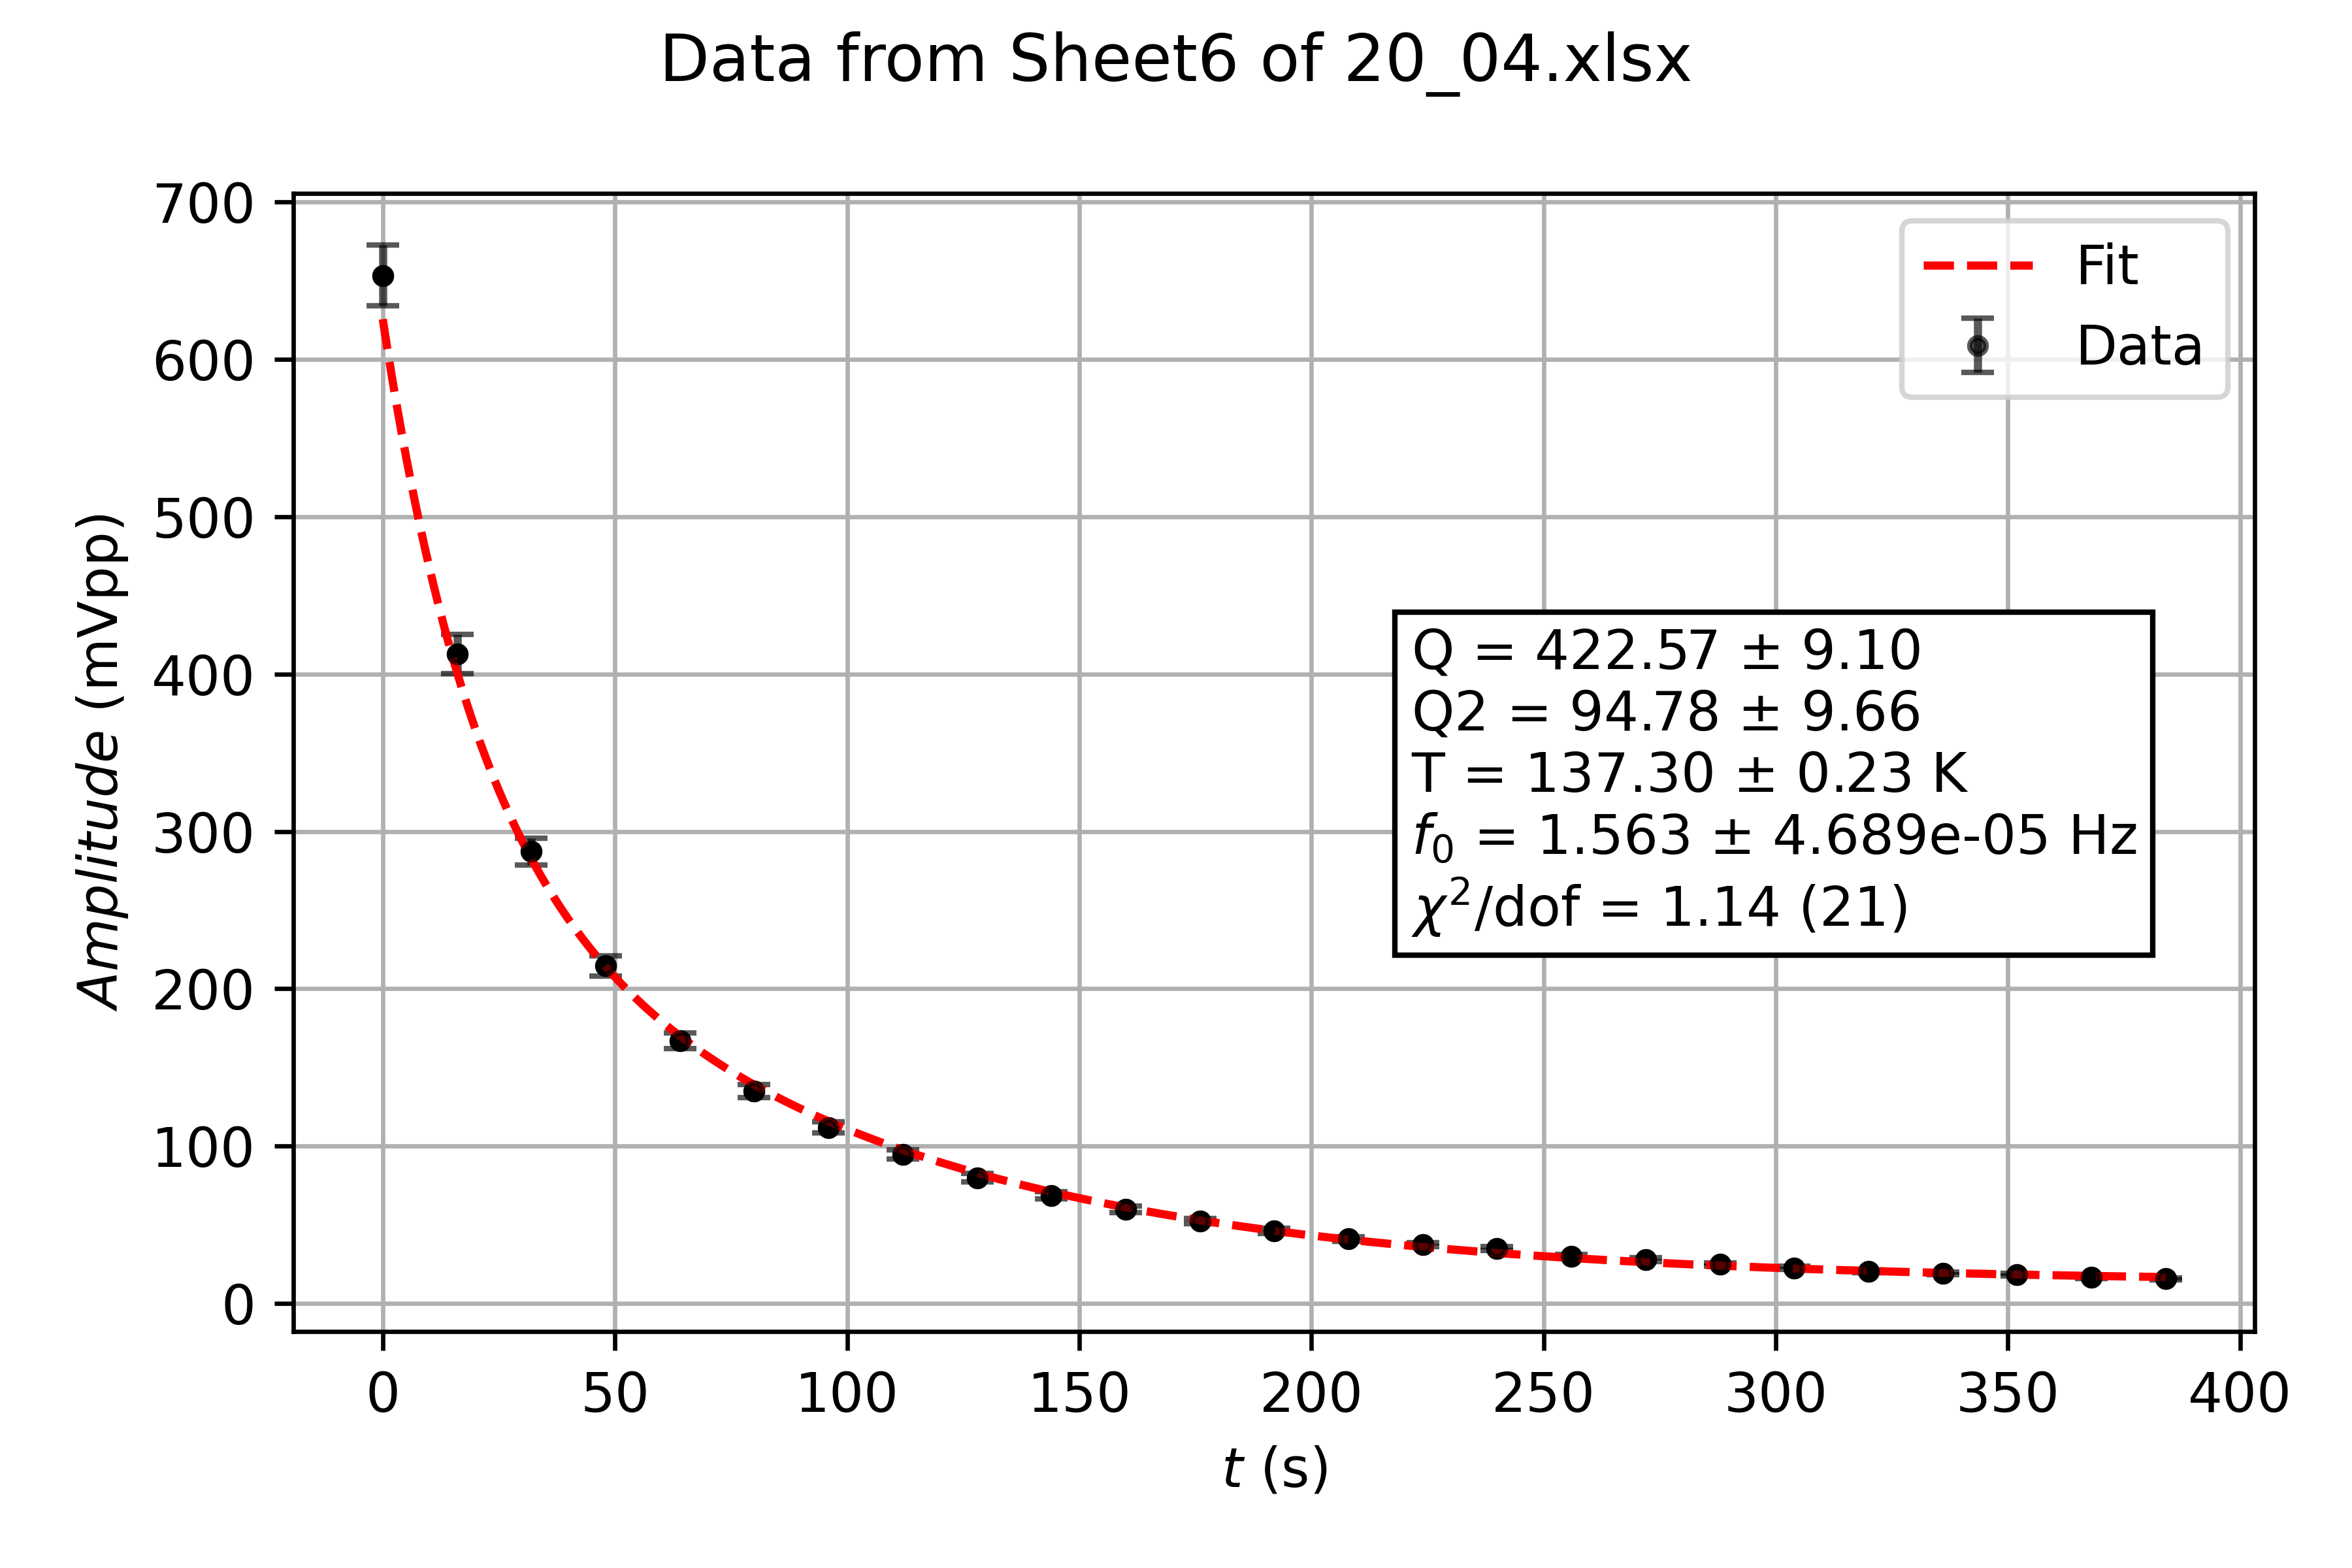 Data from Sheet6 of 20_04.xlsx
700
600
500
400
300
200
100
0
Amplitude (mVpp)
Fit
Data
Q = 422.57 ± 9.10
Q2 = 94.78 ± 9.66
T = 137.30 ± 0.23 K
f₀ = 1.563 ± 4.689e-05 Hz
χ²/dof = 1.14 (21)
0 50 100 150 200 250 300 350 400
t (s)